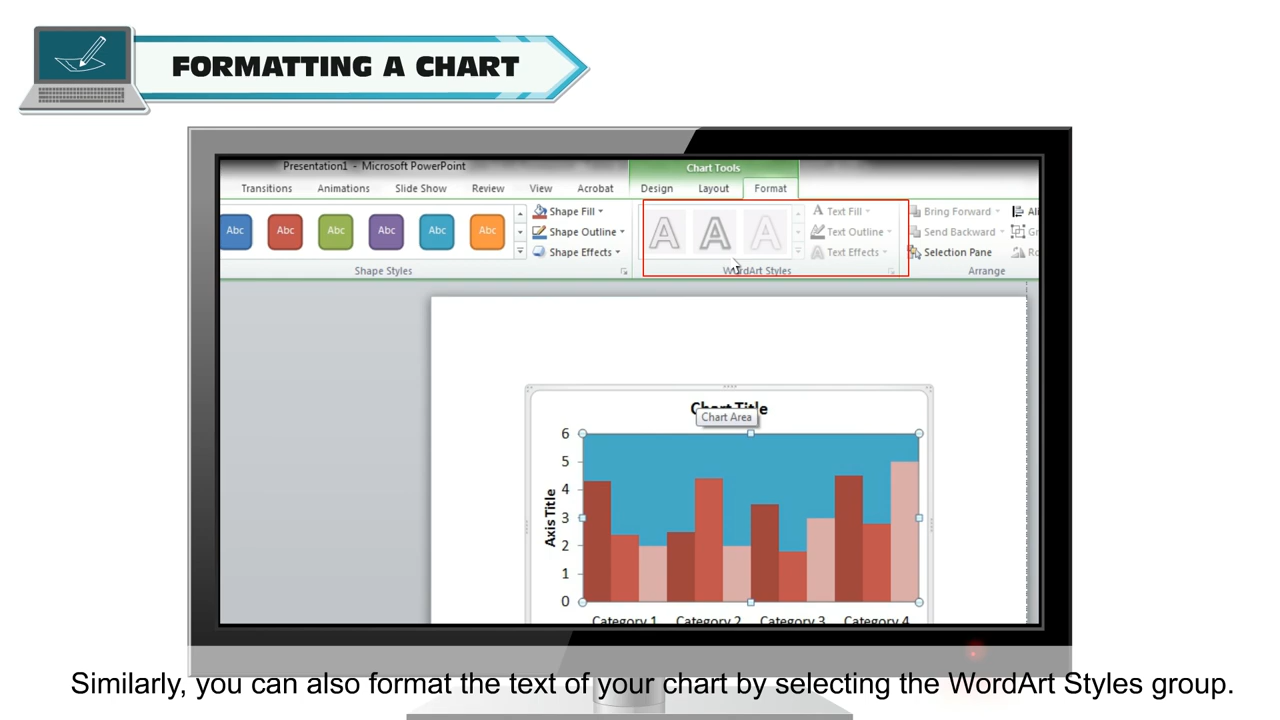 FORMATTING A CHART
Presentation1 - Microsoft PowerPoint
Chart Tools
Transitions Animations Slide Show Review View Acrobat Design Layout Format
Abc Abc Abc Abc Abc Abc
Shape Fill
Shape Outline
Shape Effects
Shape Styles
A A A
A Text Fill
Text Outline
Text Effects
WordArt Styles
Bring Forward
Send Backward
Selection Pane
Arrange
Chart Title
Chart Area
Axis Title
6
5
4
3
2
1
0
Category 1 Category 2 Category 3 Category 4
Similarly, you can also format the text of your chart by selecting the WordArt Styles group.